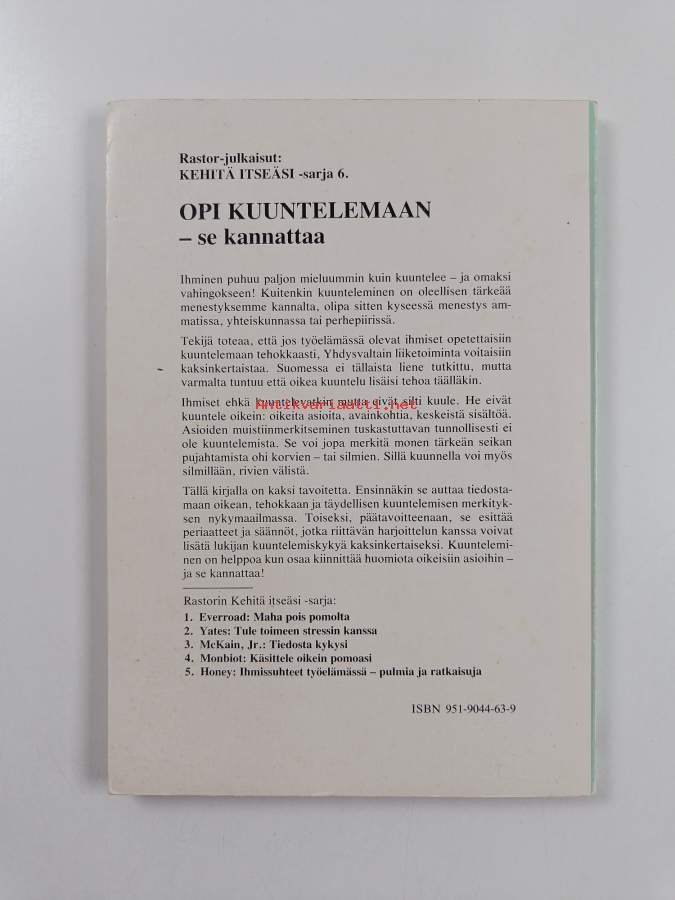 Rastor-julkaisut:
KEHITÄ ITSEÄSI -sarja 6.
OPI KUUNTELEMAAN
– se kannattaa
Ihminen puhuu paljon mieluummin kuin kuuntelee – ja omaksi
vahingokseen! Kuitenkin kuunteleminen on oleellisen tärkeää
menestyksemme kannalta, olipa sitten kyseessä menestys am-
matissa, yhteiskunnassa tai perhepiirissä.
Tekijä toteaa, että jos työelämässä olevat ihmiset opetettaisiin
kuuntelemaan tehokkaasti, Yhdysvaltain liiketoiminta voitaisiin
kaksinkertaistaa. Suomessa ei tällaista liene tutkittu, mutta
varmalta tuntuu että oikea kuuntelu lisäisi tehoa täälläkin.
Ihmiset ehkä kuuntelevatkin mutta eivät silti kuule. He eivät
Antikvariaatti.net
kuuntele oikein: oikeita asioita, avainkohtia, keskeistä sisältöä.
Asioiden muistiinmerkitseminen tuskastuttavan tunnollisesti ei
ole kuuntelemista. Se voi jopa merkitä monen tärkeän seikan
pujahtamista ohi korvien – tai silmien. Sillä kuunnella voi myös
silmillään, rivien välistä.
Tällä kirjalla on kaksi tavoitetta. Ensinnäkin se auttaa tiedosta-
maan oikean, tehokkaan ja täydellisen kuuntelemisen merkityk-
sen nykymaailmassa. Toiseksi, päätavoitteenaan, se esittää
periaatteet ja säännöt, jotka riittävän harjoittelun kanssa voivat
lisätä lukijan kuuntelemiskykyä kaksinkertaiseksi. Kuuntelemi-
nen on helppoa kun osaa kiinnittää huomiota oikeisiin asioihin –
ja se kannattaa!
Rastorin Kehitä itseäsi -sarja:
1. Everroad: Maha pois pomolta
2. Yates: Tule toimeen stressin kanssa
3. McKain, Jr.: Tiedosta kykysi
4. Monbiot: Käsittele oikein pomoasi
5. Honey: Ihmissuhteet työelämässä – pulmia ja ratkaisuja
ISBN 951-9044-63-9